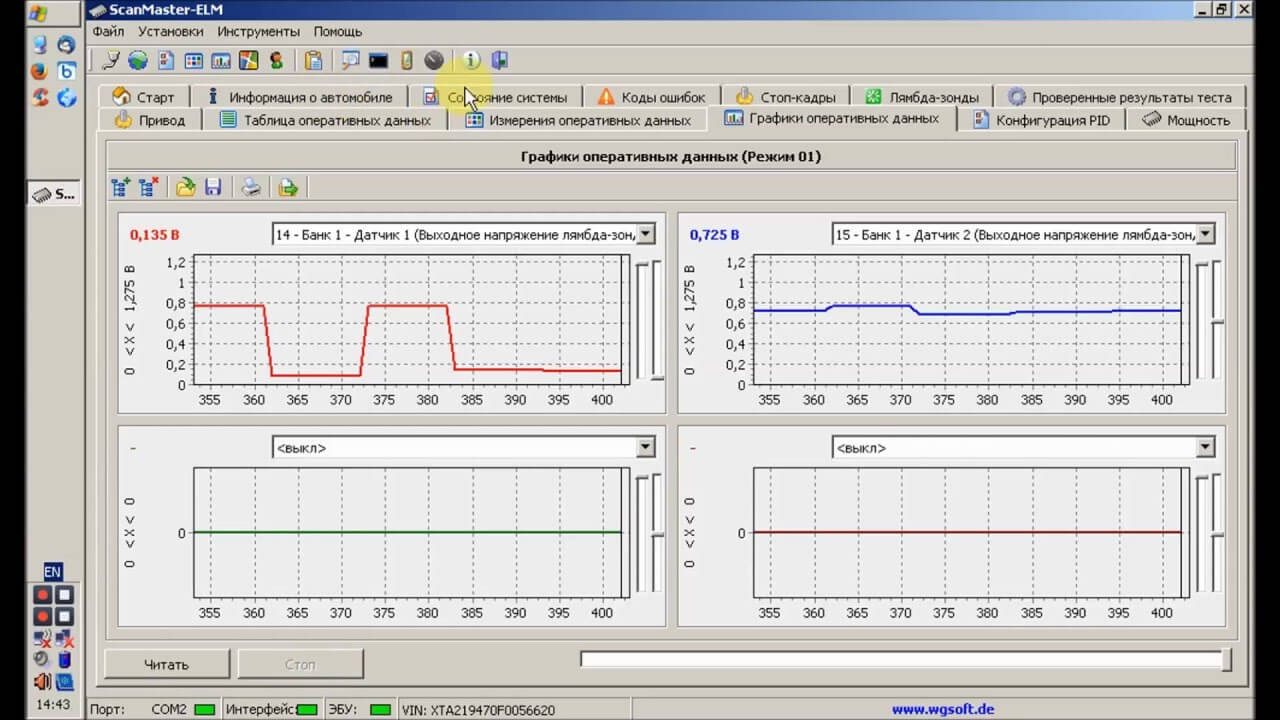 ScanMaster-ELM
Файл Установки Инструменты Помощь
Старт Информация о автомобиле Состояние системы Коды ошибок Стоп-кадры Лямбда-зонды Проверенные результаты теста
Привод Таблица оперативных данных Измерения оперативных данных Графики оперативных данных Конфигурация PID Мощность
Графики оперативных данных (Режим 01)
S...
0,135 В 14 - Банк 1 - Датчик 1 (Выходное напряжение лямбда-зон,
0 < X < 1,275 В
1,2
1
0,8
0,6
0,4
0,2
0
355 360 365 370 375 380 385 390 395 400
0,725 В 15 - Банк 1 - Датчик 2 (Выходное напряжение лямбда-зон,
0 < X < 1,275 В
1,2
1
0,8
0,6
0,4
0,2
0
355 360 365 370 375 380 385 390 395 400
- <выкл>
0 < X < 0
0
355 360 365 370 375 380 385 390 395 400
- <выкл>
0 < X < 0
0
355 360 365 370 375 380 385 390 395 400
EN
Читать Стоп
14:43
Порт: COM2 Интерфейс: ЭБУ: VIN: XTA219470F0056620 www.wgsoft.de